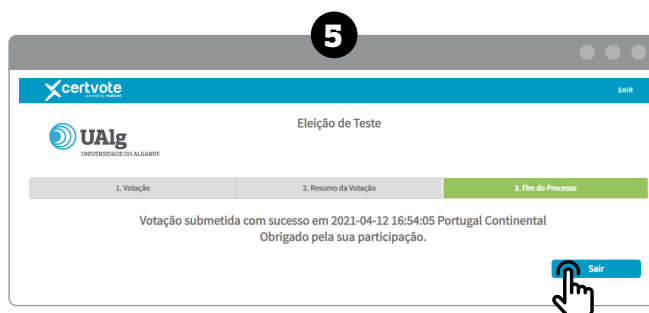 5
certvote
powered by multicert
SAIR
UAlg
UNIVERSIDADE DO ALGARVE
Eleição de Teste
1. Votação
2. Resumo da Votação
3. Fim do Processo
Votação submetida com sucesso em 2021-04-12 16:54:05 Portugal Continental
Obrigado pela sua participação.
Sair